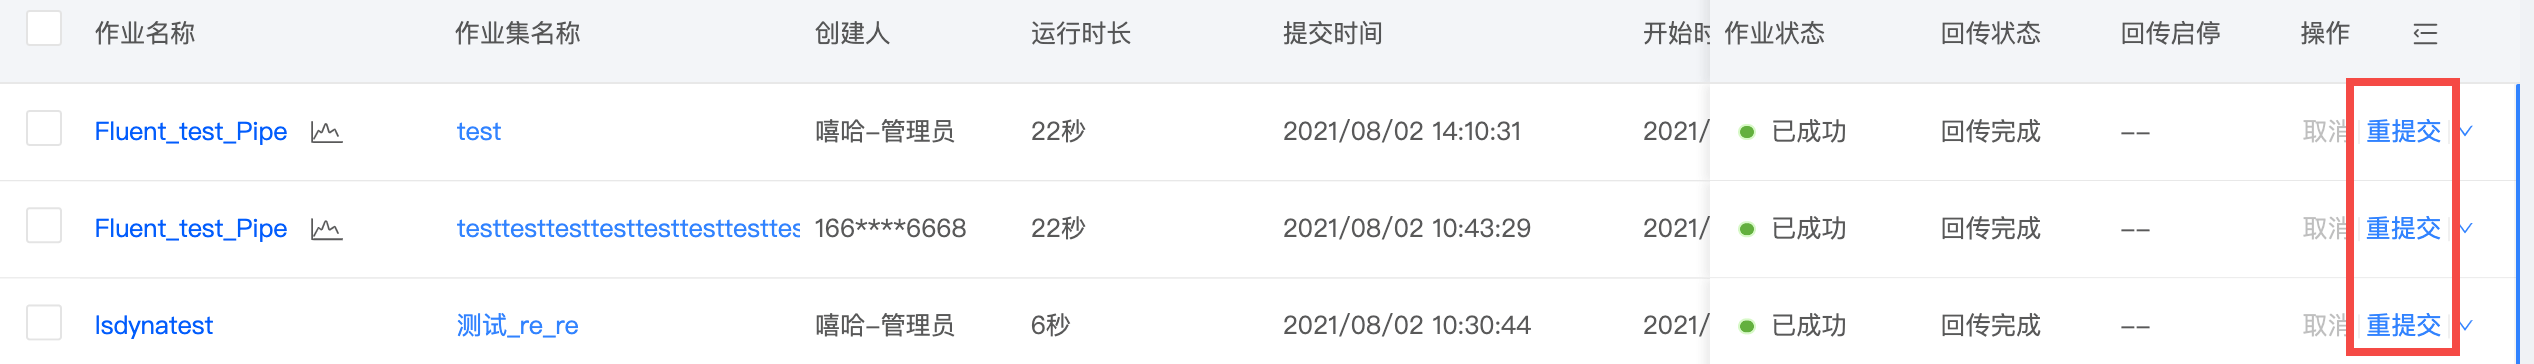 作业名称 作业集名称 创建人 运行时长 提交时间 开始时 作业状态 回传状态 回传启停 操作
Fluent_test_Pipe test 嘻哈-管理员 22秒 2021/08/02 14:10:31 2021/ 已成功 回传完成 -- 取消 重提交
Fluent_test_Pipe testtesttesttesttesttesttesttes 166****6668 22秒 2021/08/02 10:43:29 2021/ 已成功 回传完成 -- 取消 重提交
lsdynatest 测试_re_re 嘻哈-管理员 6秒 2021/08/02 10:30:44 2021/ 已成功 回传完成 -- 取消 重提交